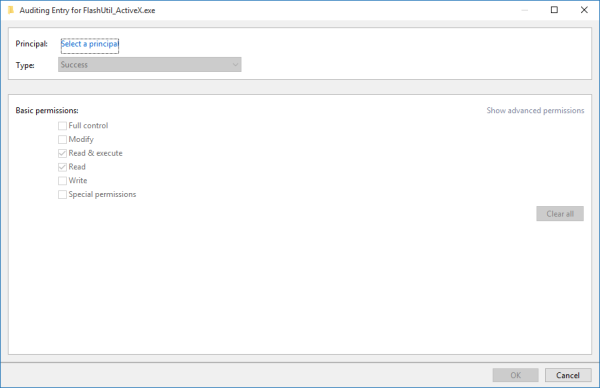 Auditing Entry for FlashUtil_ActiveX.exe
Principal: Select a principal
Type: Success
Basic permissions: Show advanced permissions
Full control
Modify
Read & execute
Read
Write
Special permissions
Clear all
OK Cancel